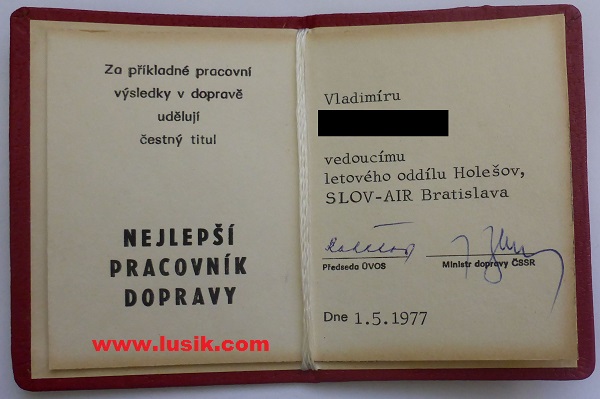 Za příkladné pracovní
výsledky v dopravě
udělují
čestný titul
NEJLEPŠÍ
PRACOVNÍK
DOPRAVY
www.lusik.com
Vladimíru
vedoucímu
letového oddílu Holešov,
SLOV-AIR Bratislava
Předseda ÚVOS Ministr dopravy ČSSR
Dne 1.5.1977